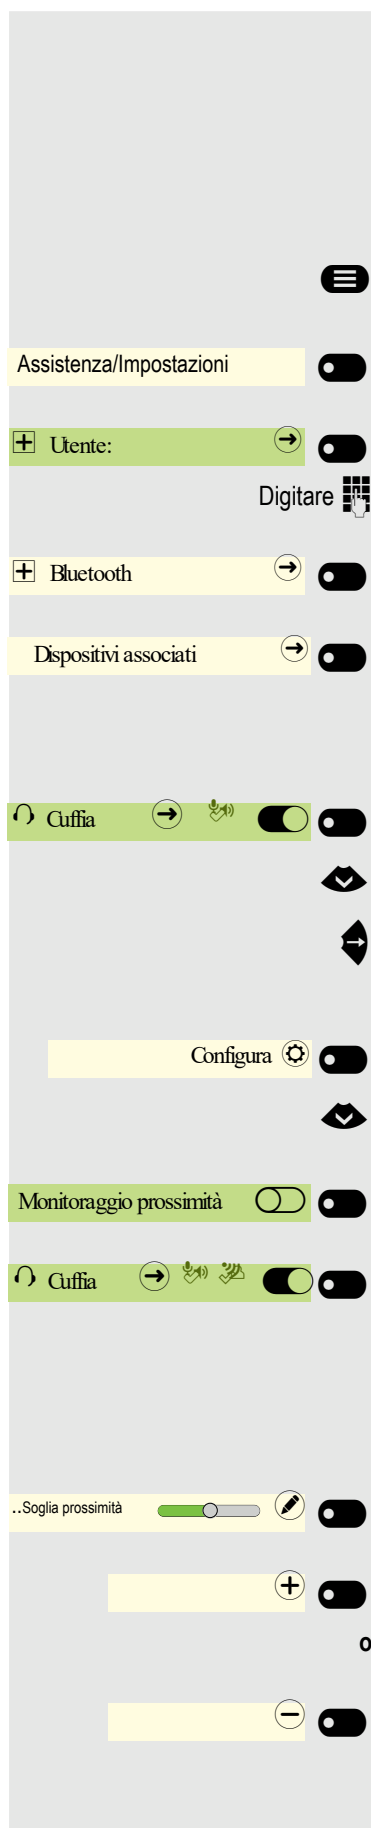 Assistenza/Impostazioni
Utente:
Digitare
Bluetooth
Dispositivi associati
Cuffia
Configura
Monitoraggio prossimità
Cuffia
..Soglia prossimità
o